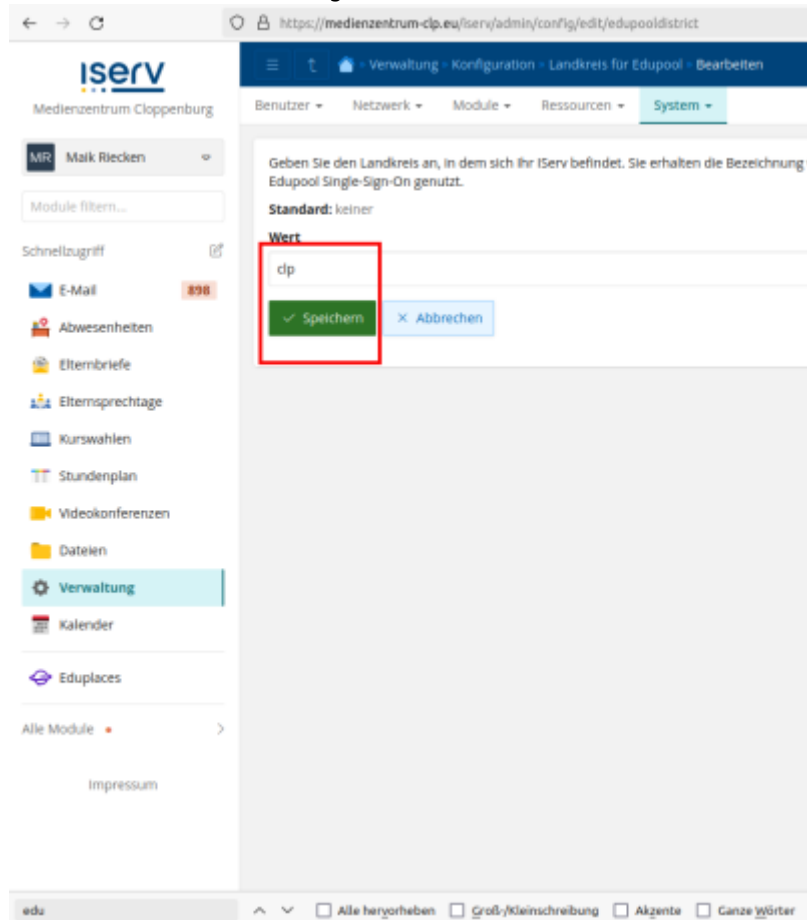 https://medienzentrum-clp.eu/iserv/admin/config/edit/edupooldistrict
ISerV
Medienzentrum Cloppenburg
MR Maik Riecken
Module filtern...
Schnellzugriff
E-Mail 898
Abwesenheiten
Elternbriefe
Elternsprechtage
Kurswahlen
Stundenplan
Videokonferenzen
Dateien
Verwaltung
Kalender
Eduplaces
Alle Module
Impressum
Verwaltung Konfiguration Landkreis für Edupool Bearbeiten
Benutzer Netzwerk Module Ressourcen System
Geben Sie den Landkreis an, in dem sich Ihr IServ befindet. Sie erhalten die Bezeichnung
Edupool Single-Sign-On genutzt.
Standard: keiner
Wert
clp
Speichern Abbrechen
edu Alle hervorheben Groß-/Kleinschreibung Akzente Ganze Wörter